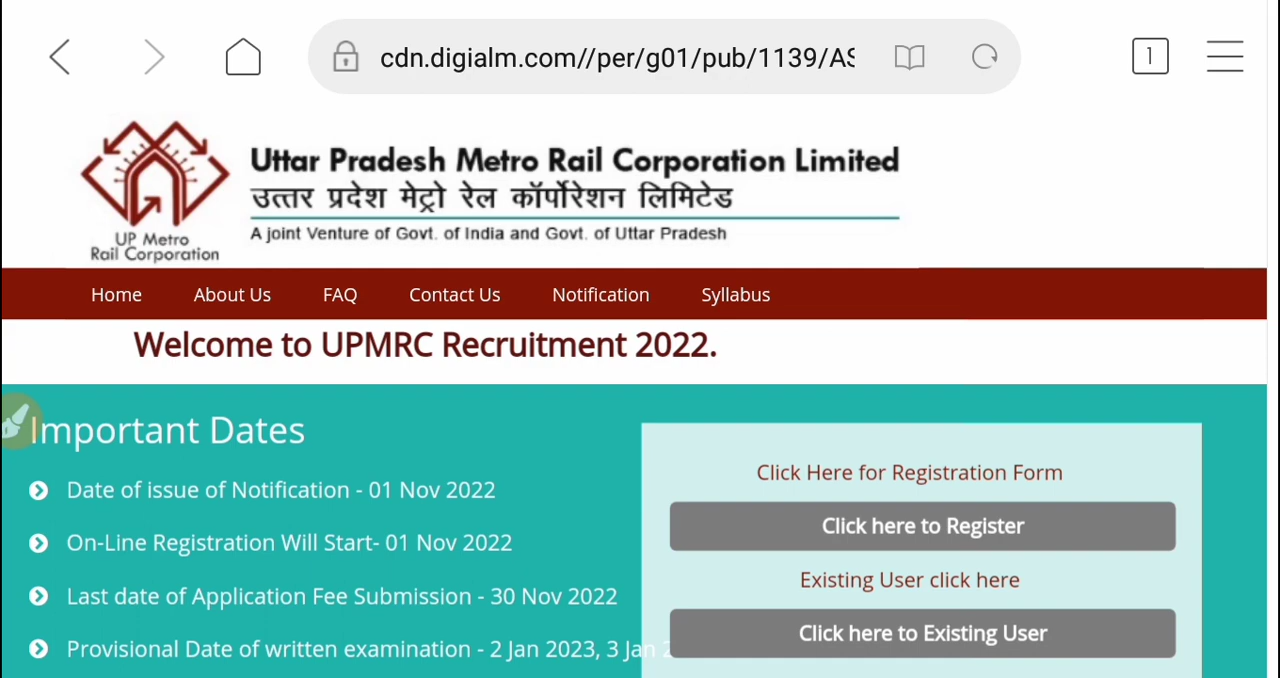 cdn.digialm.com//per/g01/pub/1139/AS
1
Uttar Pradesh Metro Rail Corporation Limited
उत्तर प्रदेश मेट्रो रेल कॉर्पोरेशन लिमिटेड
A joint Venture of Govt. of India and Govt. of Uttar Pradesh
UP Metro
Rail Corporation
Home About Us FAQ Contact Us Notification Syllabus
Welcome to UPMRC Recruitment 2022.
Important Dates
Date of issue of Notification - 01 Nov 2022
On-Line Registration Will Start- 01 Nov 2022
Last date of Application Fee Submission - 30 Nov 2022
Provisional Date of written examination - 2 Jan 2023, 3 Jan 2
Click Here for Registration Form
Click here to Register
Existing User click here
Click here to Existing User